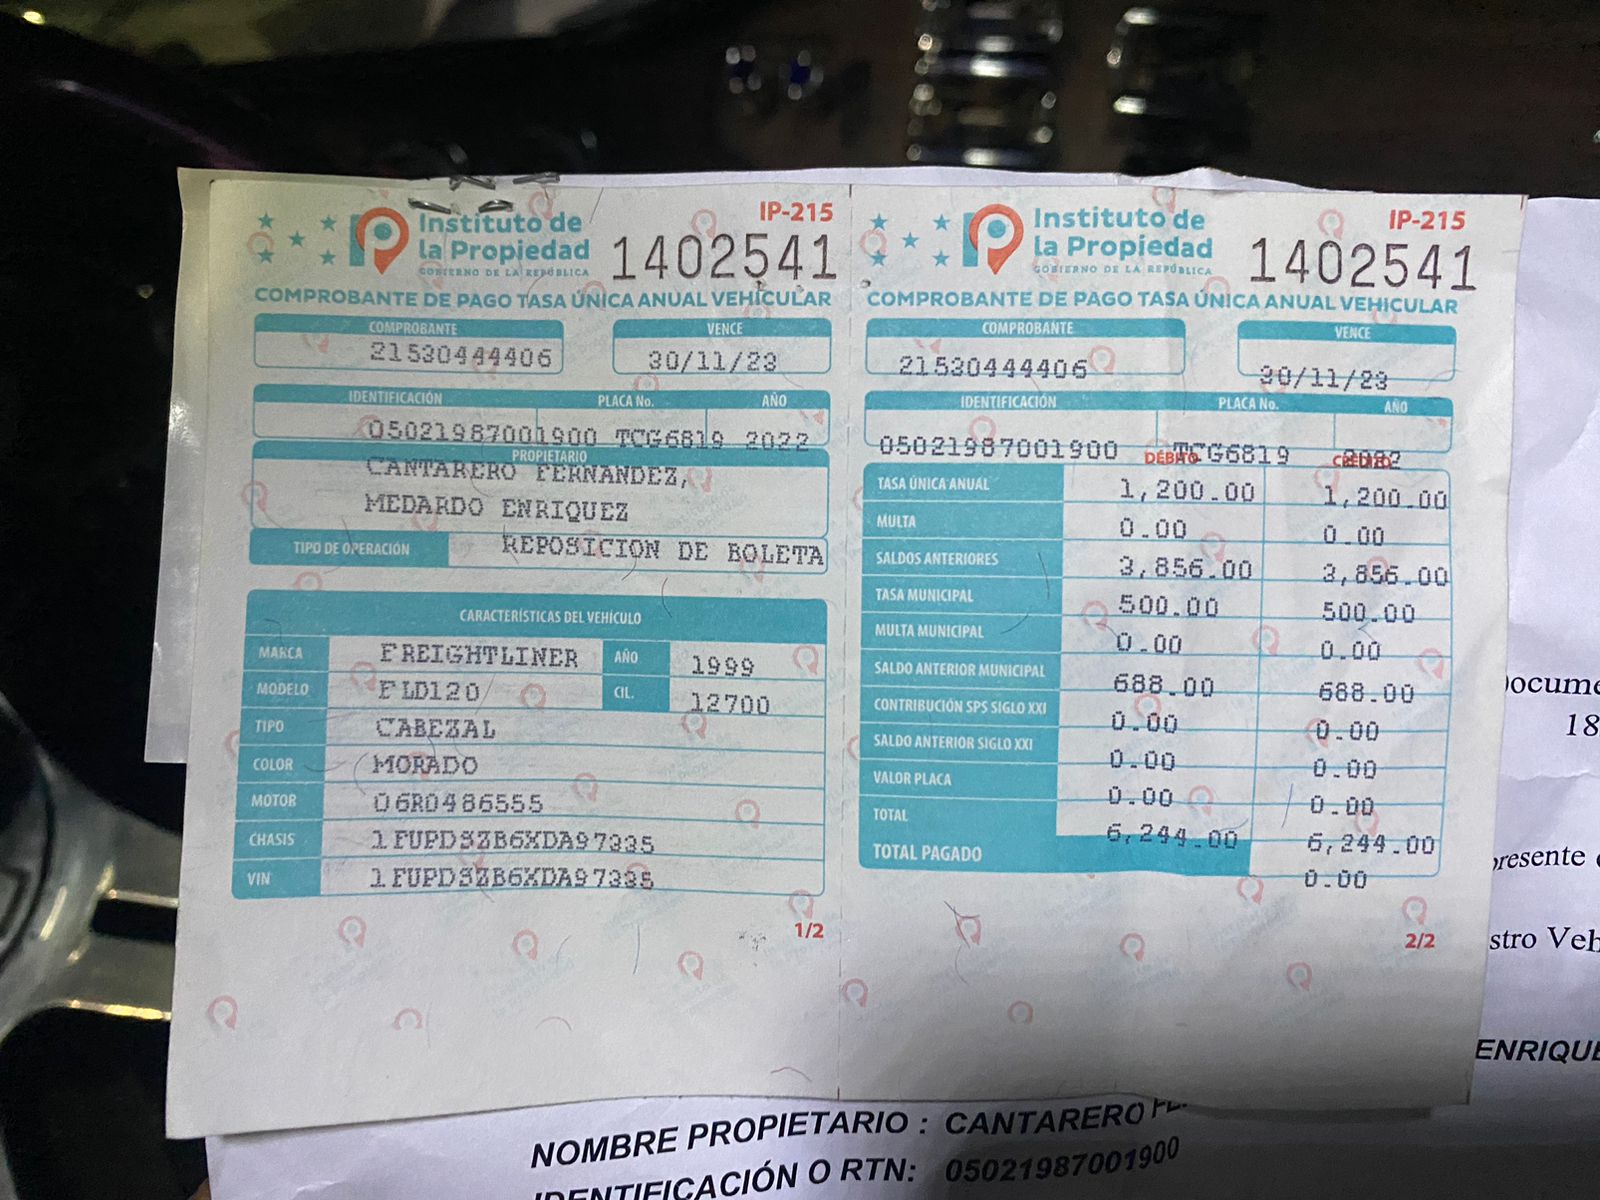 Instituto de
la Propiedad
GOBIERNO DE LA REPÚBLICA
IP-215
1402541
COMPROBANTE DE PAGO TASA ÚNICA ANUAL VEHICULAR
COMPROBANTE VENCE
21530444406 30/11/23
IDENTIFICACIÓN PLACA No. AÑO
05021987001900 TCG6819 2022
PROPIETARIO
CANTARERO FERNANDEZ,
MEDARDO ENRIQUEZ
TIPO DE OPERACIÓN REPOSICION DE BOLETA
CARACTERÍSTICAS DEL VEHÍCULO
MARCA FREIGHTLINER AÑO 1999
MODELO FLD120 CIL. 12700
TIPO CABEZAL
COLOR MORADO
MOTOR 06R0486555
CHASIS 1FUPDSZB6XDA97335
VIN 1FUPDSZB6XDA97335
1/2
Instituto de
la Propiedad
GOBIERNO DE LA REPÚBLICA
IP-215
1402541
COMPROBANTE DE PAGO TASA ÚNICA ANUAL VEHICULAR
COMPROBANTE VENCE
21530444406 30/11/23
IDENTIFICACIÓN PLACA No. AÑO
05021987001900 TCG6819 2022
DÉBITO CRÉDITO
TASA ÚNICA ANUAL 1,200.00 1,200.00
MULTA 0.00 0.00
SALDOS ANTERIORES 3,856.00 3,856.00
TASA MUNICIPAL 500.00 500.00
MULTA MUNICIPAL 0.00 0.00
SALDO ANTERIOR MUNICIPAL 688.00 688.00
CONTRIBUCIÓN SPS SIGLO XXI 0.00 0.00
SALDO ANTERIOR SIGLO XXI 0.00 0.00
VALOR PLACA 0.00 0.00
TOTAL 6,244.00 6,244.00
TOTAL PAGADO 0.00
2/2
Docume
18
presente
stro Veh
ENRIQUE
NOMBRE PROPIETARIO : CANTARERO
IDENTIFICACIÓN O RTN: 05021987001900